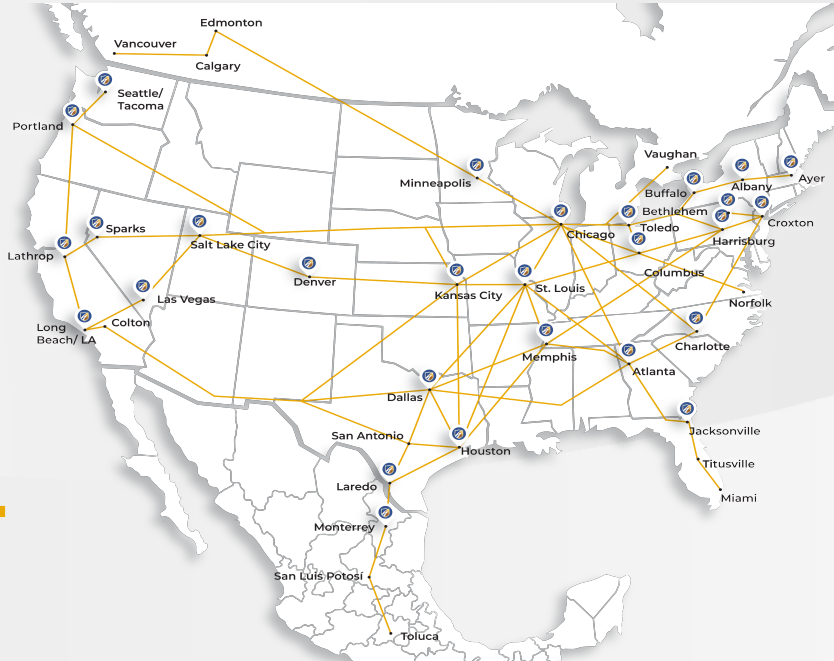 Edmonton
Vancouver
Calgary
Seattle/
Tacoma
Portland
Vaughan
Minneapolis
Buffalo
Albany
Ayer
Bethlehem
Croxton
Sparks
Toledo
Chicago
Harrisburg
Salt Lake City
Lathrop
Columbus
Denver
Kansas City
St. Louis
Las Vegas
Norfolk
Colton
Long
Beach/ LA
Charlotte
Memphis
Atlanta
Dallas
Jacksonville
San Antonio
Houston
Titusville
Laredo
Miami
Monterrey
San Luis Potosí
Toluca